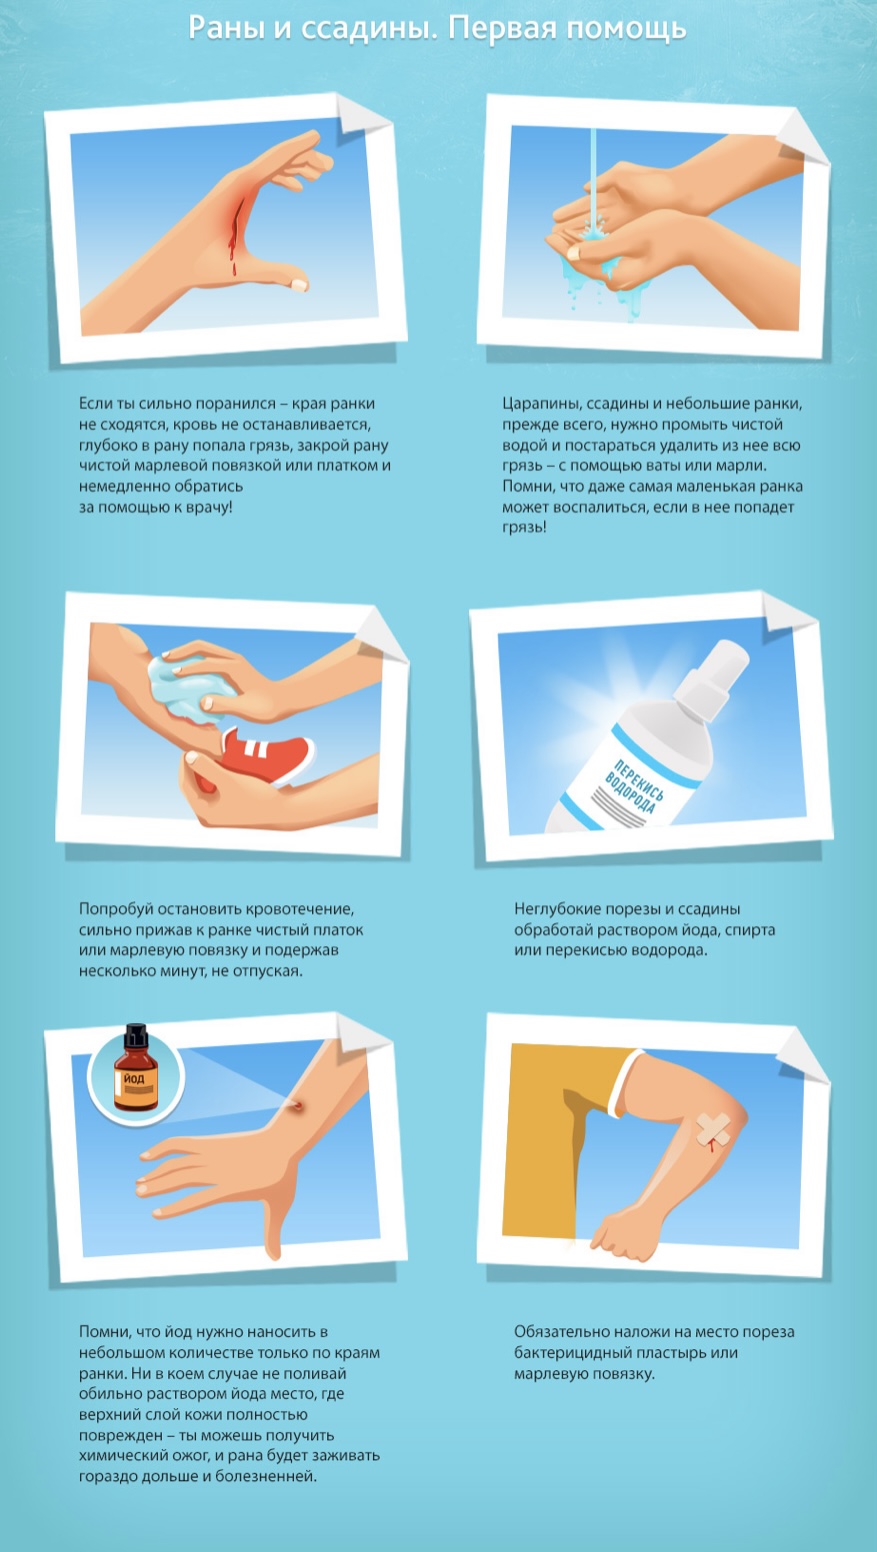 Раны и ссадины. Первая помощь
Если ты сильно поранился – края ранки
не сходятся, кровь не останавливается,
глубоко в рану попала грязь, закрой рану
чистой марлевой повязкой или платком и
немедленно обратись
за помощью к врачу!
Царапины, ссадины и небольшие ранки,
прежде всего, нужно промыть чистой
водой и постараться удалить из нее всю
грязь – с помощью ваты или марли.
Помни, что даже самая маленькая ранка
может воспалиться, если в нее попадет
грязь!
ПЕРЕКИСЬ
ВОДОРОДА
Попробуй остановить кровотечение,
сильно прижав к ранке чистый платок
или марлевую повязку и подержав
несколько минут, не отпуская.
Неглубокие порезы и ссадины
обработай раствором йода, спирта
или перекисью водорода.
ЙОД
Помни, что йод нужно наносить в
небольшом количестве только по краям
ранки. Ни в коем случае не поливай
обильно раствором йода место, где
верхний слой кожи полностью
поврежден – ты можешь получить
химический ожог, и рана будет заживать
гораздо дольше и болезненней.
Обязательно наложи на место пореза
бактерицидный пластырь или
марлевую повязку.